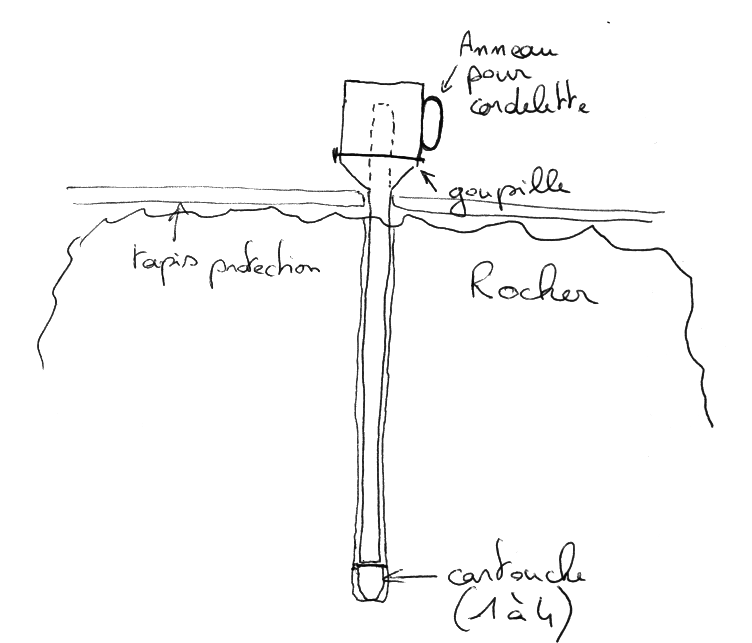 Anneau
pour
cordelette
goupille
tapis protection
Rocher
cartouche
(1 à 4)